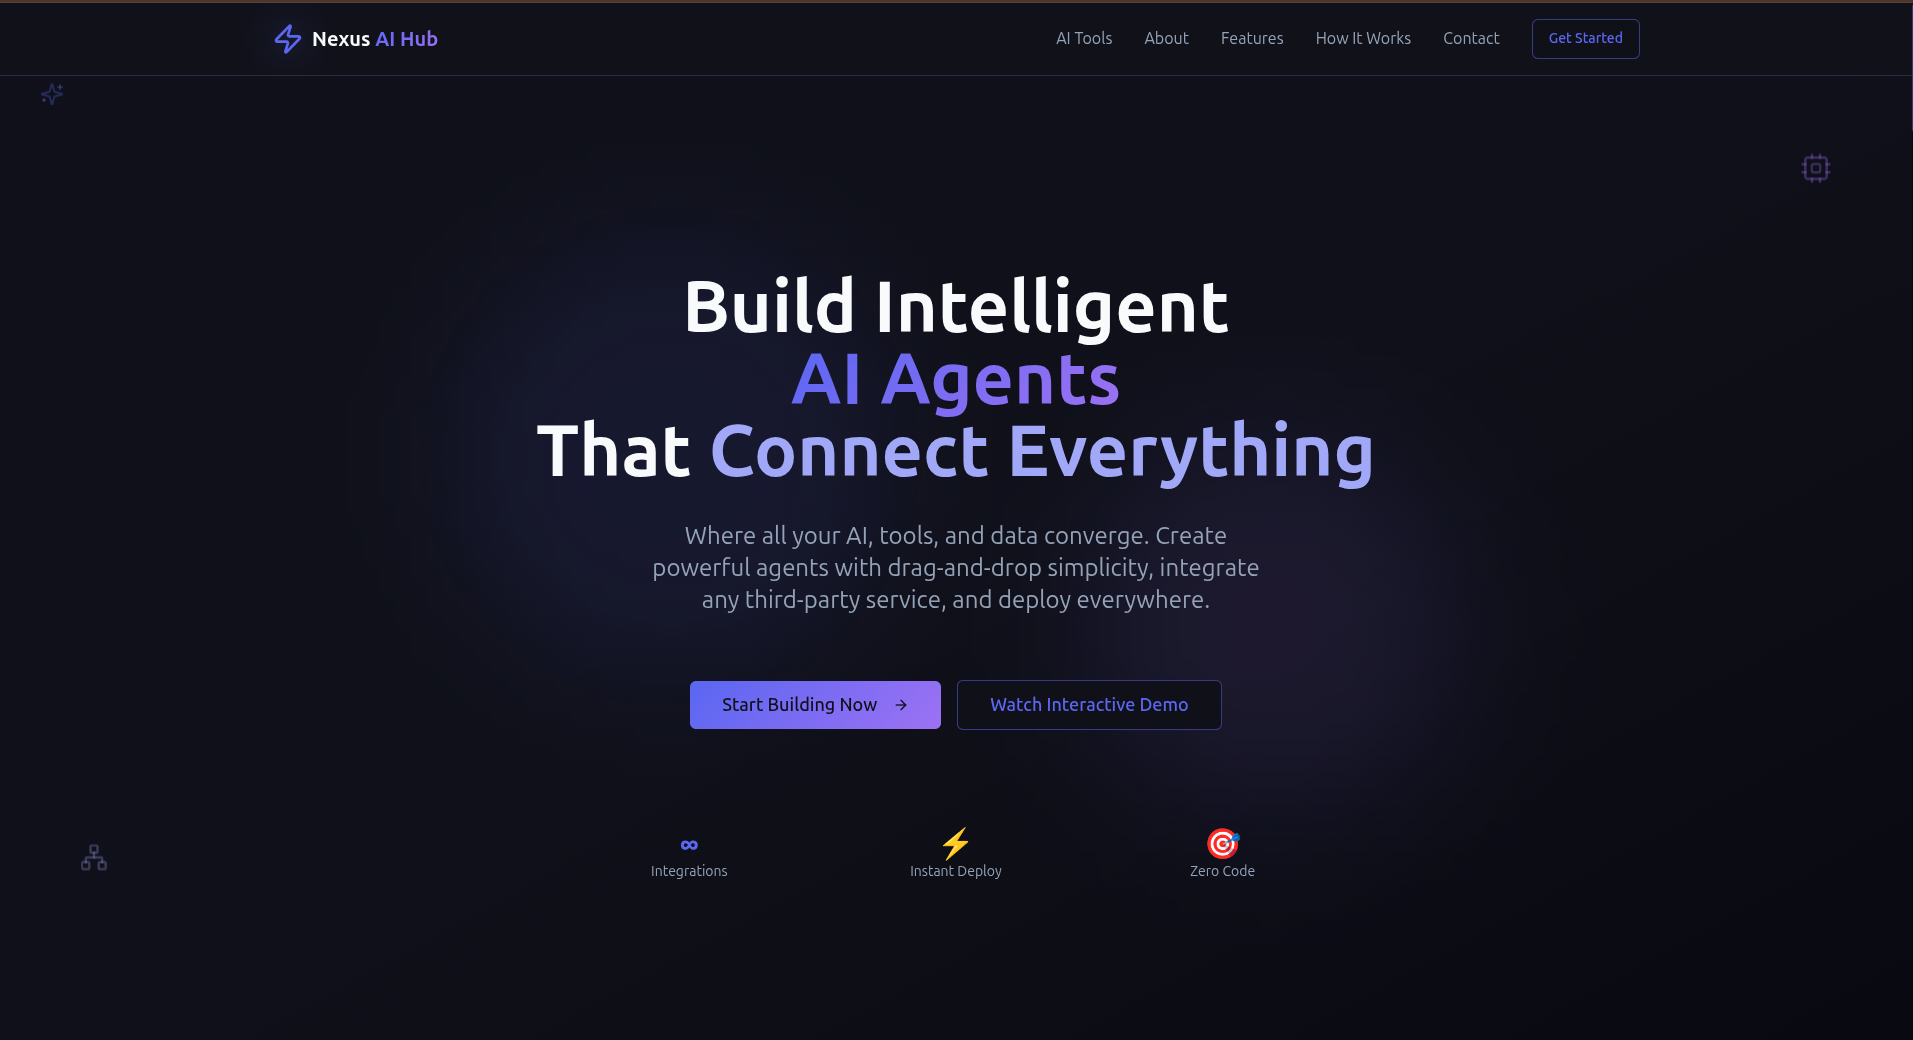 Nexus AI Hub
AI Tools
About
Features
How It Works
Contact
Get Started
Build Intelligent
AI Agents
That Connect Everything
Where all your AI, tools, and data converge. Create
powerful agents with drag-and-drop simplicity, integrate
any third-party service, and deploy everywhere.
Start Building Now →
Watch Interactive Demo
∞
Integrations
⚡
Instant Deploy
🎯
Zero Code